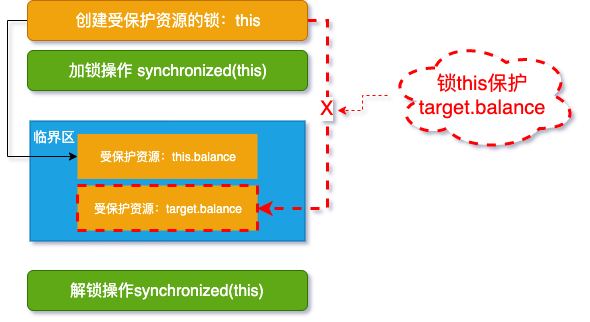 创建受保护资源的锁：this
加锁操作 synchronized(this)
X
锁this保护
target.balance
临界区
受保护资源：this.balance
受保护资源：target.balance
解锁操作synchronized(this)